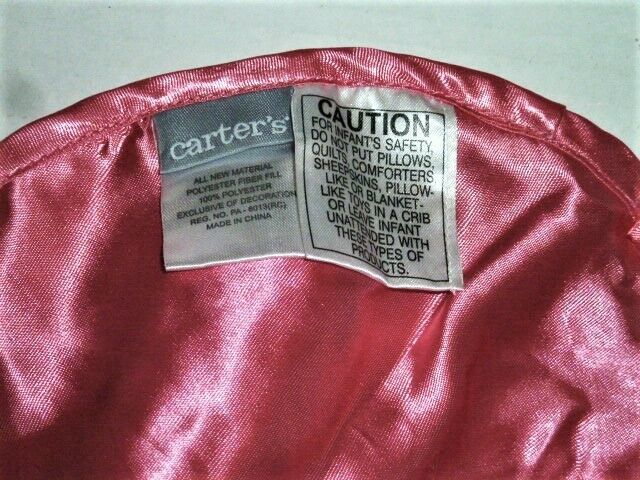 carter's
ALL NEW MATERIAL
POLYESTER FIBER FILL
100% POLYESTER
EXCLUSIVE OF DECORATION
REG. NO. PA - 6013(RC)
MADE IN CHINA
CAUTION
FOR INFANT'S SAFETY,
DO NOT PUT PILLOWS,
QUILTS, COMFORTERS
SHEEPSKINS, PILLOW-
LIKE OR BLANKET-
LIKE TOYS IN A CRIB
OR LEAVE INFANT
UNATTENDED WITH
THESE TYPES OF
PRODUCTS.